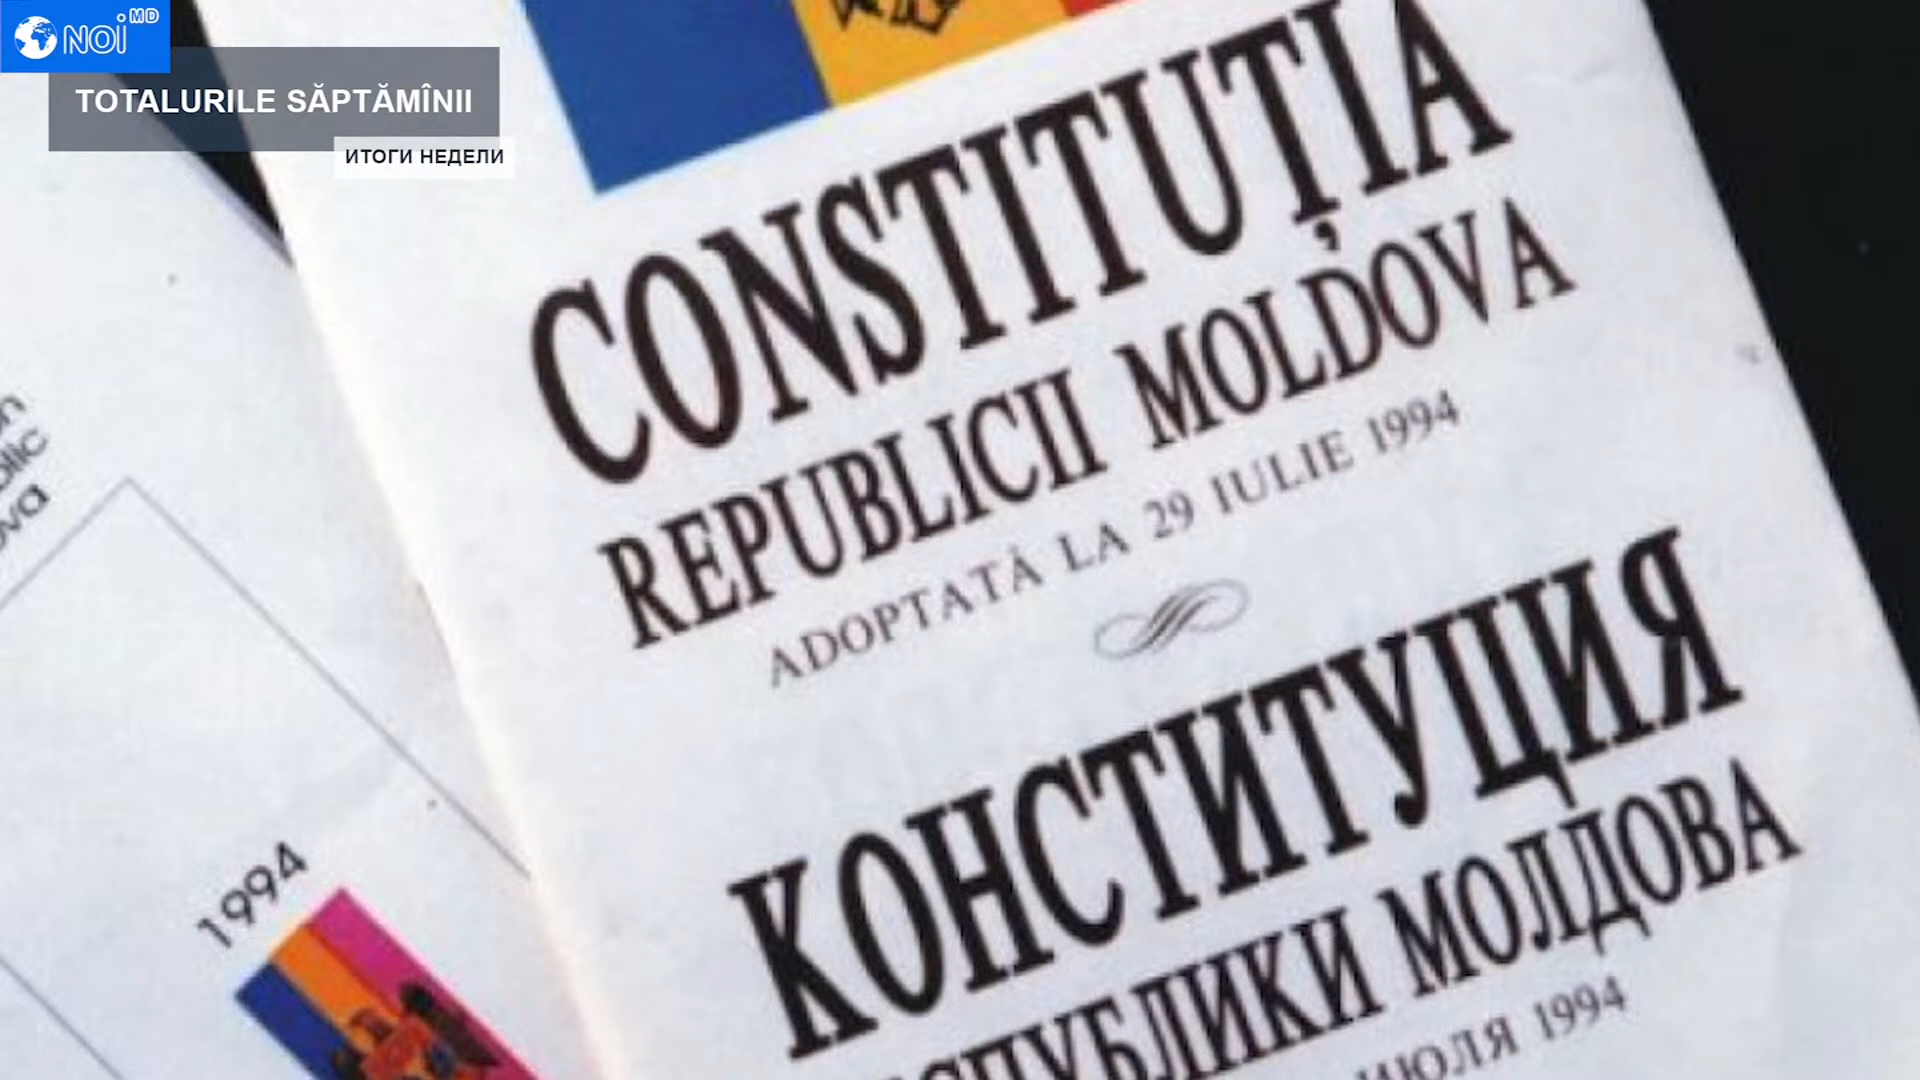 NOI MD
TOTALURILE SĂPTĂMÎNII
ИТОГИ НЕДЕЛИ
CONSTITUȚIA
REPUBLICII MOLDOVA
ADOPTATĂ LA 29 IULIE 1994
КОНСТИТУЦИЯ
МОЛДОВА
ИЮЛЯ 1994
1994